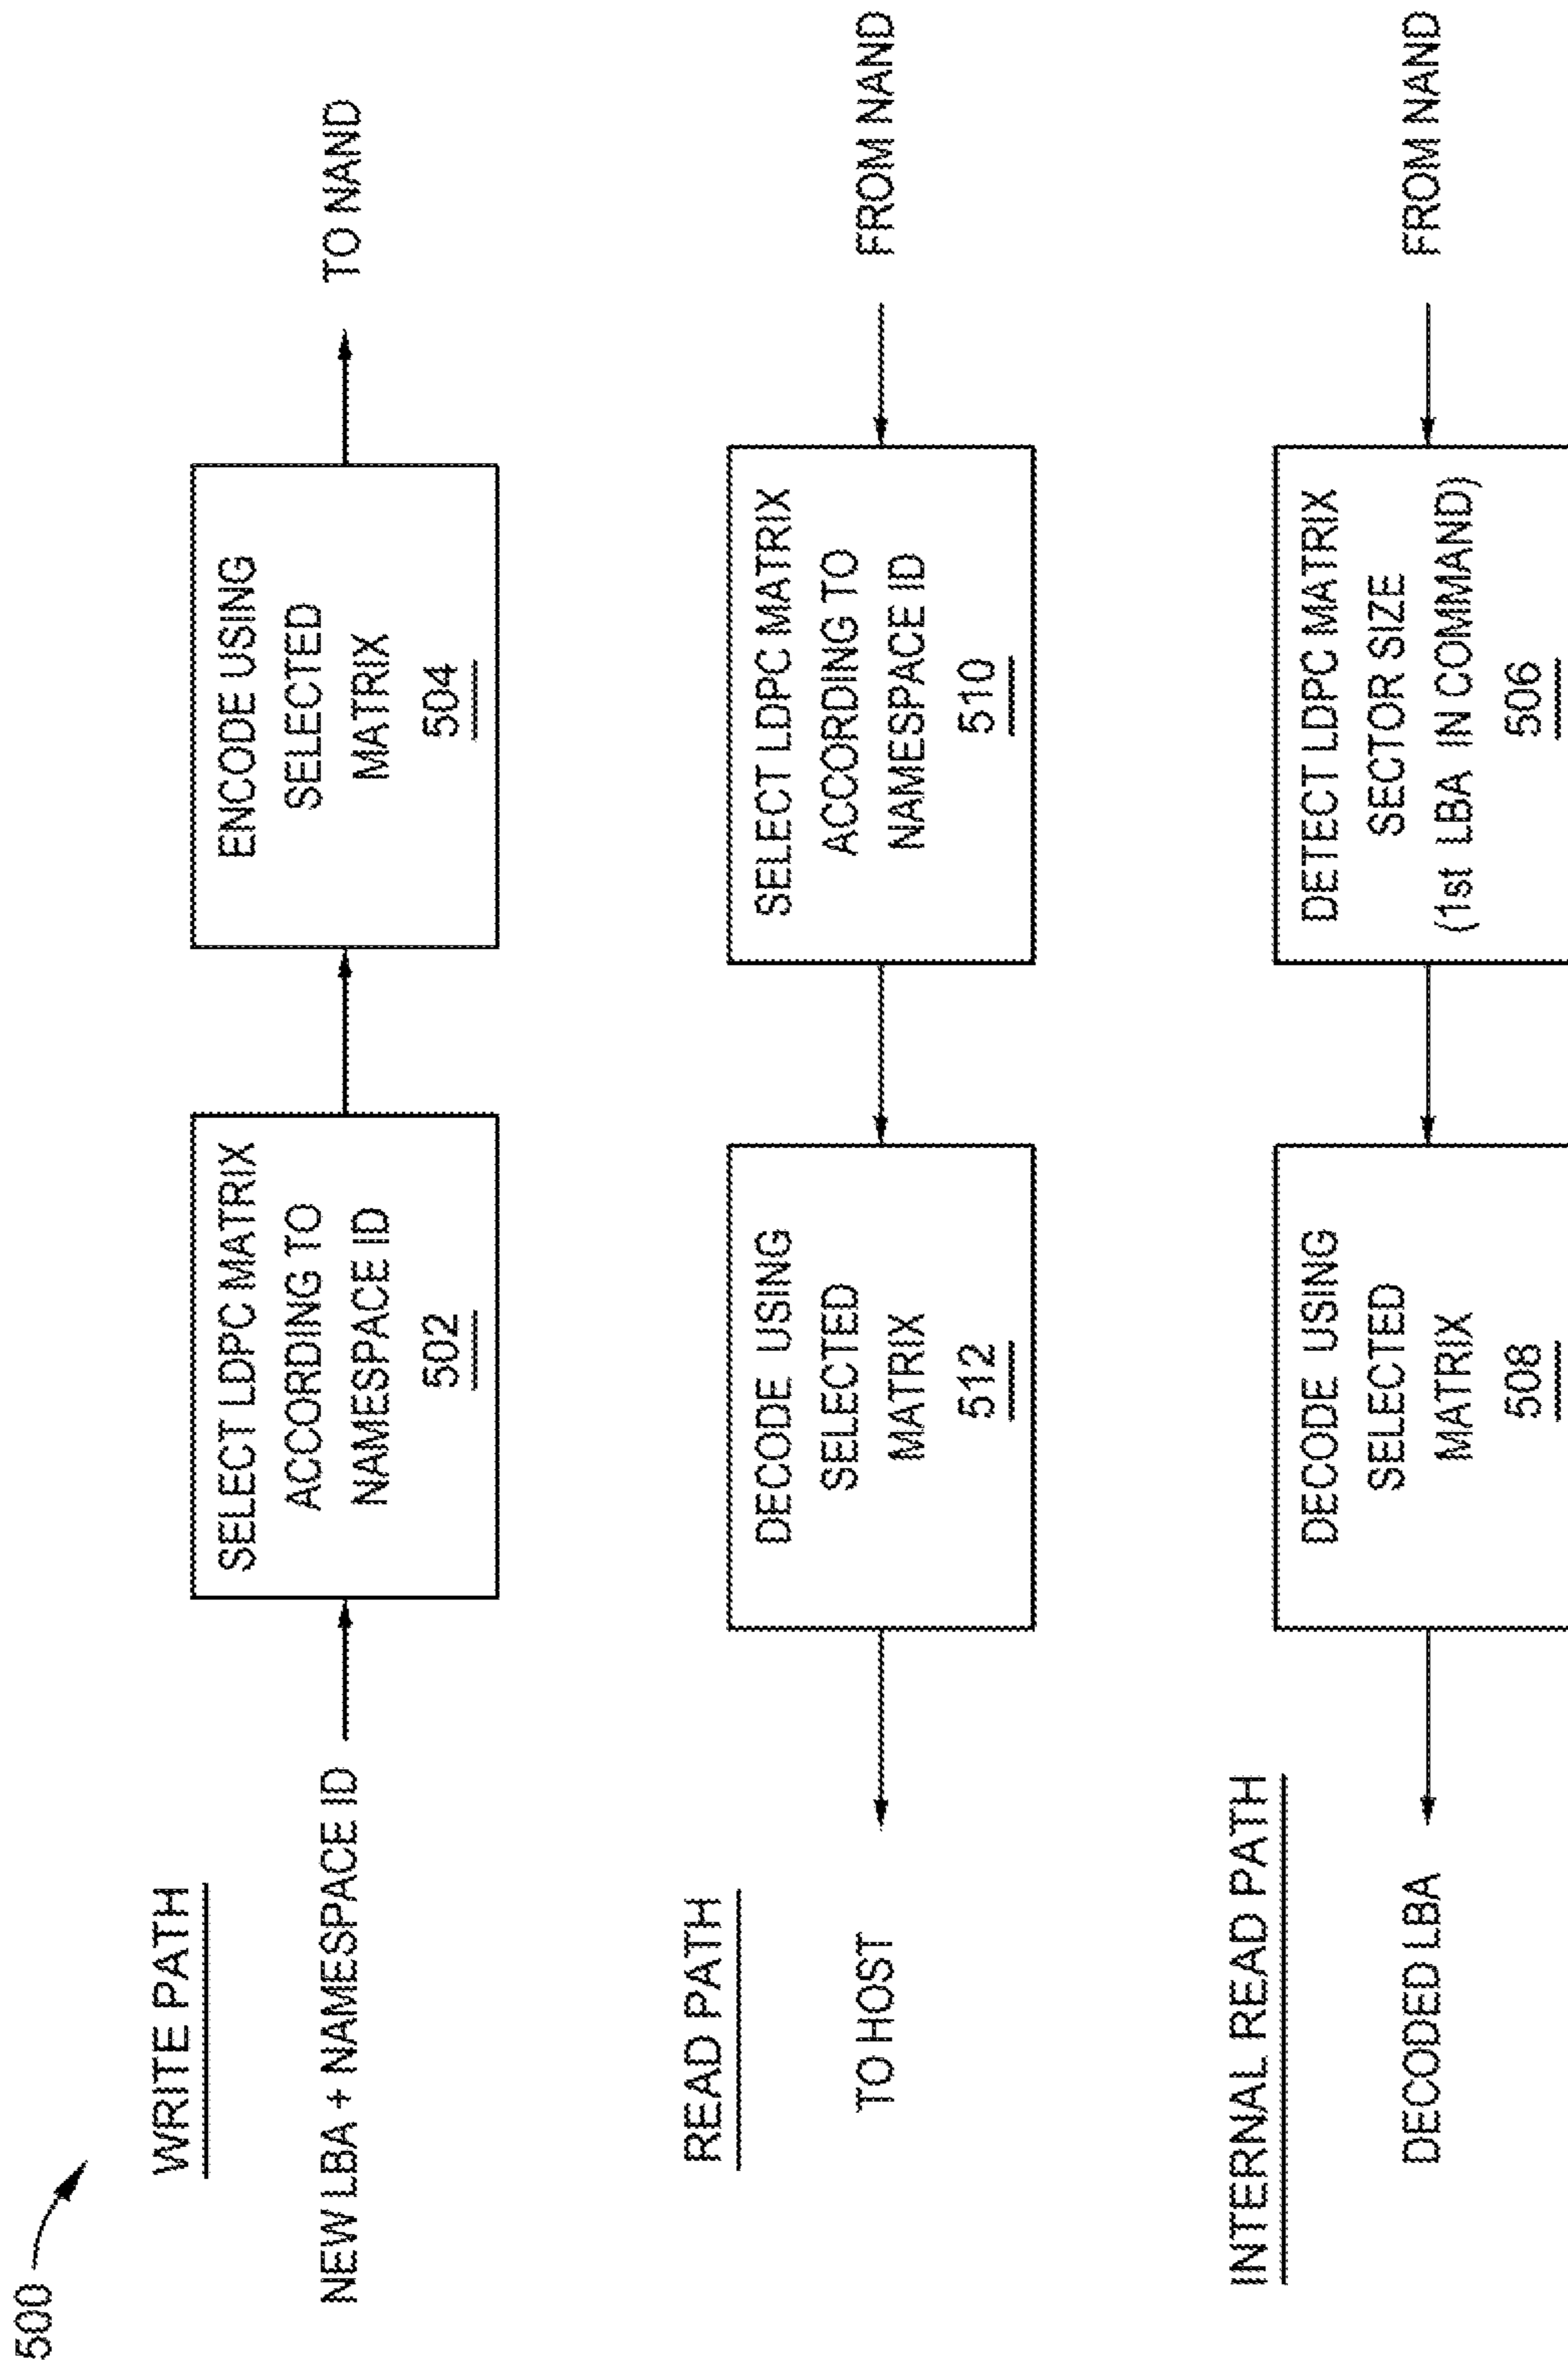 500
WRITE PATH
NEW LBA + NAMESPACE ID
SELECT LDPC MATRIX
ACCORDING TO
NAMESPACE ID
502
ENCODE USING
SELECTED
MATRIX
504
TO NAND
READ PATH
TO HOST
DECODE USING
SELECTED
MATRIX
512
SELECT LDPC MATRIX
ACCORDING TO
NAMESPACE ID
510
FROM NAND
INTERNAL READ PATH
DECODED LBA
DECODE USING
SELECTED
MATRIX
508
DETECT LDPC MATRIX
SECTOR SIZE
(1st LBA IN COMMAND)
506
FROM NAND